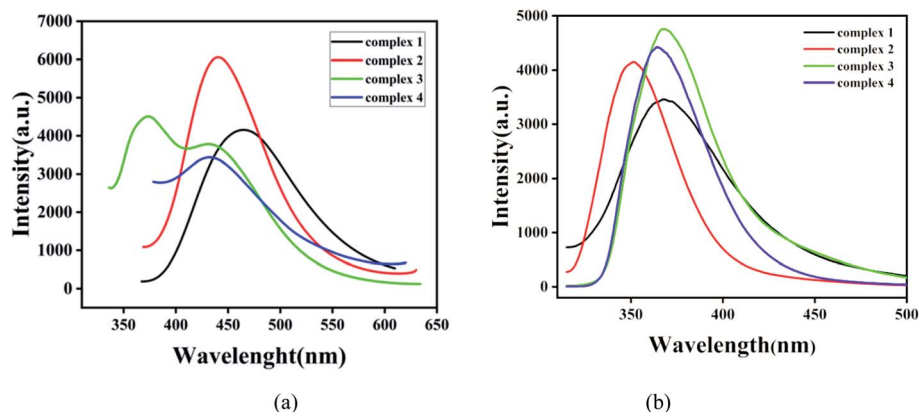 (a)
7000
6000
5000
4000
3000
2000
1000
0
Intensity(a.u.)
complex 1
complex 2
complex 3
complex 4
350 400 450 500 550 600 650
Wavelenght(nm)
(a)
(b)
5000
4000
3000
2000
1000
0
Intensity(a.u.)
complex 1
complex 2
complex 3
complex 4
350 400 450 500
Wavelength(nm)
(b)